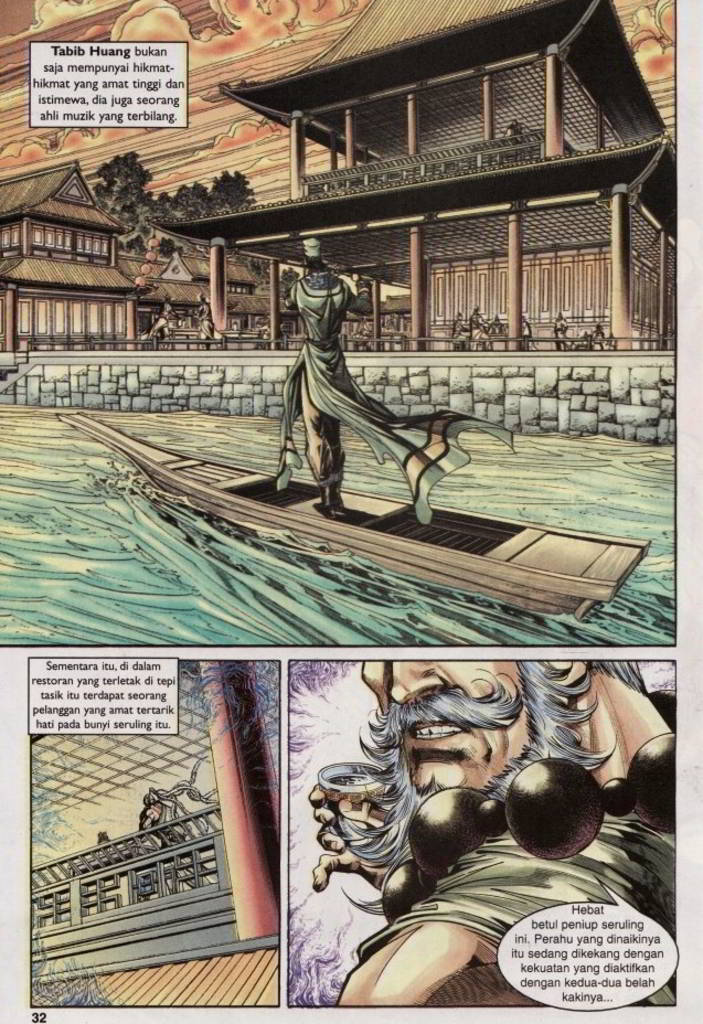 Tabib Huang bukan
saja mempunyai hikmat-
hikmat yang amat tinggi dan
istimewa, dia juga seorang
ahli muzik yang terbilang.
Sementara itu, di dalam
restoran yang terletak di tepi
tasik itu terdapat seorang
pelanggan yang amat tertarik
hati pada bunyi seruling itu.
Hebat
betul peniup seruling
ini. Perahu yang dinaikinya
itu sedang dikekang dengan
kekuatan yang diaktifkan
dengan kedua-dua belah
kakinya...
32